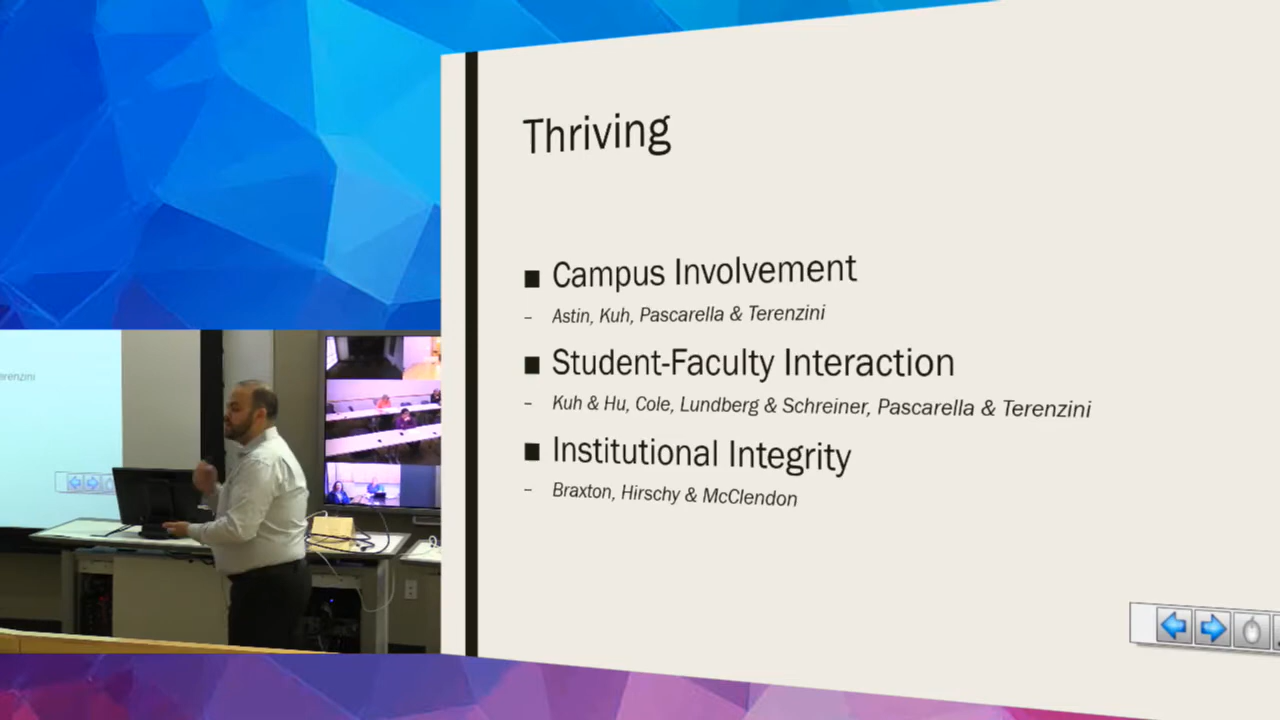 Thriving
■ Campus Involvement
– Astin, Kuh, Pascarella & Terenzini
■ Student-Faculty Interaction
– Kuh & Hu, Cole, Lundberg & Schreiner, Pascarella & Terenzini
■ Institutional Integrity
– Braxton, Hirschy & McClendon